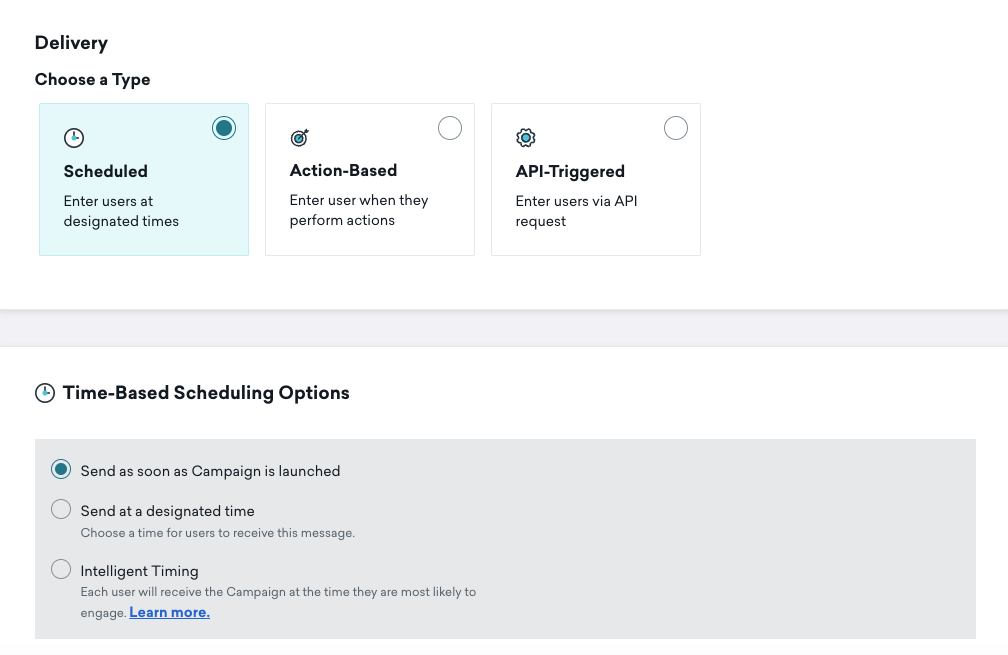 Delivery
Choose a Type
Scheduled
Enter users at
designated times
Action-Based
Enter user when they
perform actions
API-Triggered
Enter users via API
request
Time-Based Scheduling Options
Send as soon as Campaign is launched
Send at a designated time
Choose a time for users to receive this message.
Intelligent Timing
Each user will receive the Campaign at the time they are most likely to
engage. Learn more.